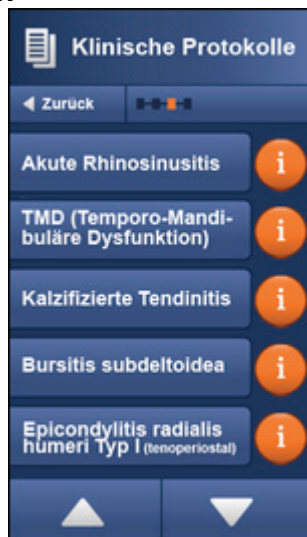 Klinische Protokolle
Zurück
Akute Rhinosinusitis
i
TMD (Temporo-Mandi-
buläre Dysfunktion)
i
Kalzifizierte Tendinitis
i
Bursitis subdeltoidea
i
Epicondylitis radialis
humeri Typ I (tenoperiostal)
i